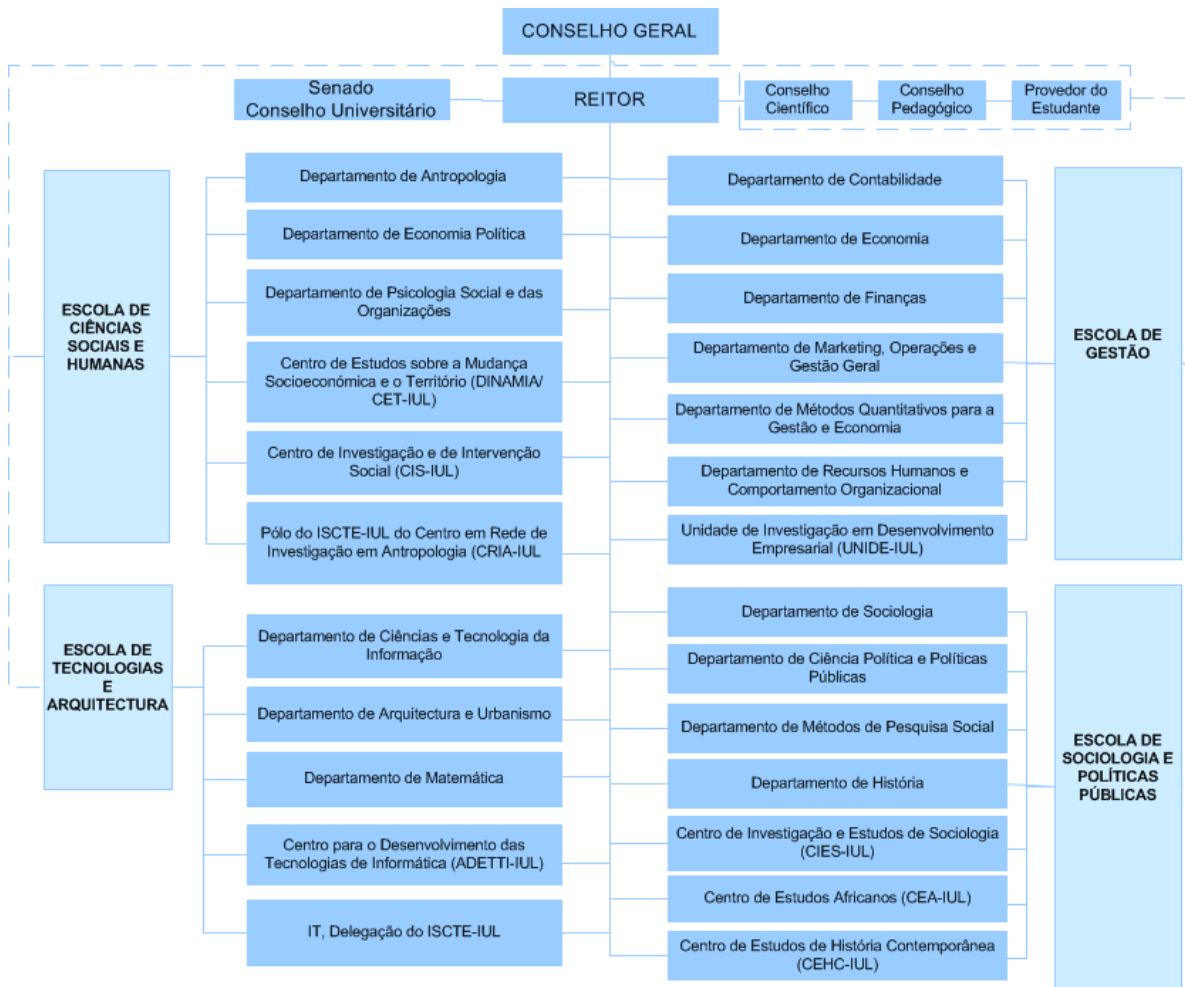 CONSELHO GERAL
Senado
Conselho Universitário
REITOR
Conselho
Científico
Conselho
Pedagógico
Provedor do
Estudante
ESCOLA DE
CIÊNCIAS
SOCIAIS E
HUMANAS
Departamento de Antropologia
Departamento de Economia Política
Departamento de Psicologia Social e das
Organizações
Centro de Estudos sobre a Mudança
Socioeconómica e o Território (DINAMIA/
CET-IUL)
Centro de Investigação e de Intervenção
Social (CIS-IUL)
Pólo do ISCTE-IUL do Centro em Rede de
Investigação em Antropologia (CRIA-IUL
Departamento de Contabilidade
Departamento de Economia
Departamento de Finanças
Departamento de Marketing, Operações e
Gestão Geral
Departamento de Métodos Quantitativos para a
Gestão e Economia
Departamento de Recursos Humanos e
Comportamento Organizacional
Unidade de Investigação em Desenvolvimento
Empresarial (UNIDE-IUL)
ESCOLA DE
GESTÃO
ESCOLA DE
TECNOLOGIAS
E
ARQUITECTURA
Departamento de Ciências e Tecnologia da
Informação
Departamento de Arquitectura e Urbanismo
Departamento de Matemática
Centro para o Desenvolvimento das
Tecnologias de Informática (ADETTI-IUL)
IT, Delegação do ISCTE-IUL
Departamento de Sociologia
Departamento de Ciência Política e Políticas
Públicas
Departamento de Métodos de Pesquisa Social
Departamento de História
Centro de Investigação e Estudos de Sociologia
(CIES-IUL)
Centro de Estudos Africanos (CEA-IUL)
Centro de Estudos de História Contemporânea
(CEHC-IUL)
ESCOLA DE
SOCIOLOGIA E
POLÍTICAS
PÚBLICAS